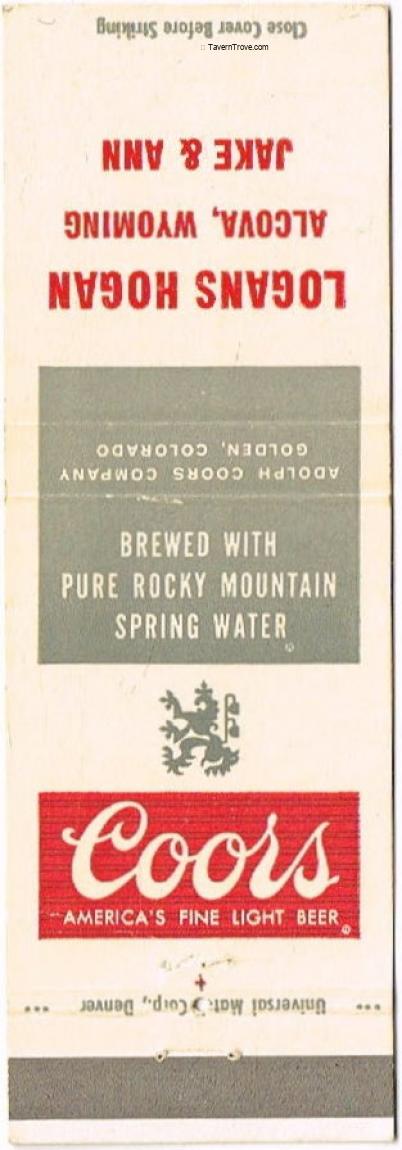 Close Cover Before Striking
:: TavernTrove.com
JAKE & ANN
ALCOVA, WYOMING
LOGANS HOGAN
GOLDEN, COLORADO
ADOLPH COORS COMPANY
BREWED WITH
PURE ROCKY MOUNTAIN
SPRING WATER®
Coors
AMERICA'S FINE LIGHT BEER®
*** Universal Match Corp., Denver ***